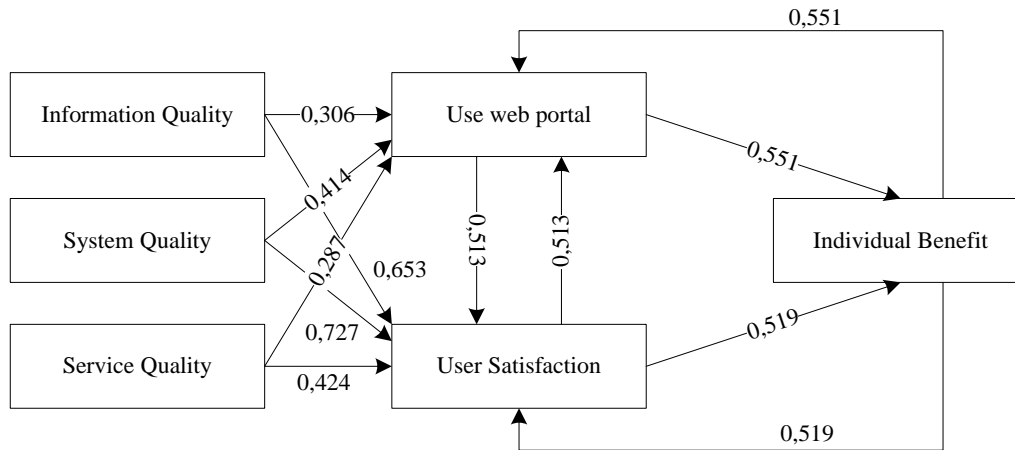 0,551
Information Quality
0,306
Use web portal
0,551
0,414
System Quality
0,287
0,653
0,513
0,513
Individual Benefit
0,727
0,519
Service Quality
0,424
User Satisfaction
0,519